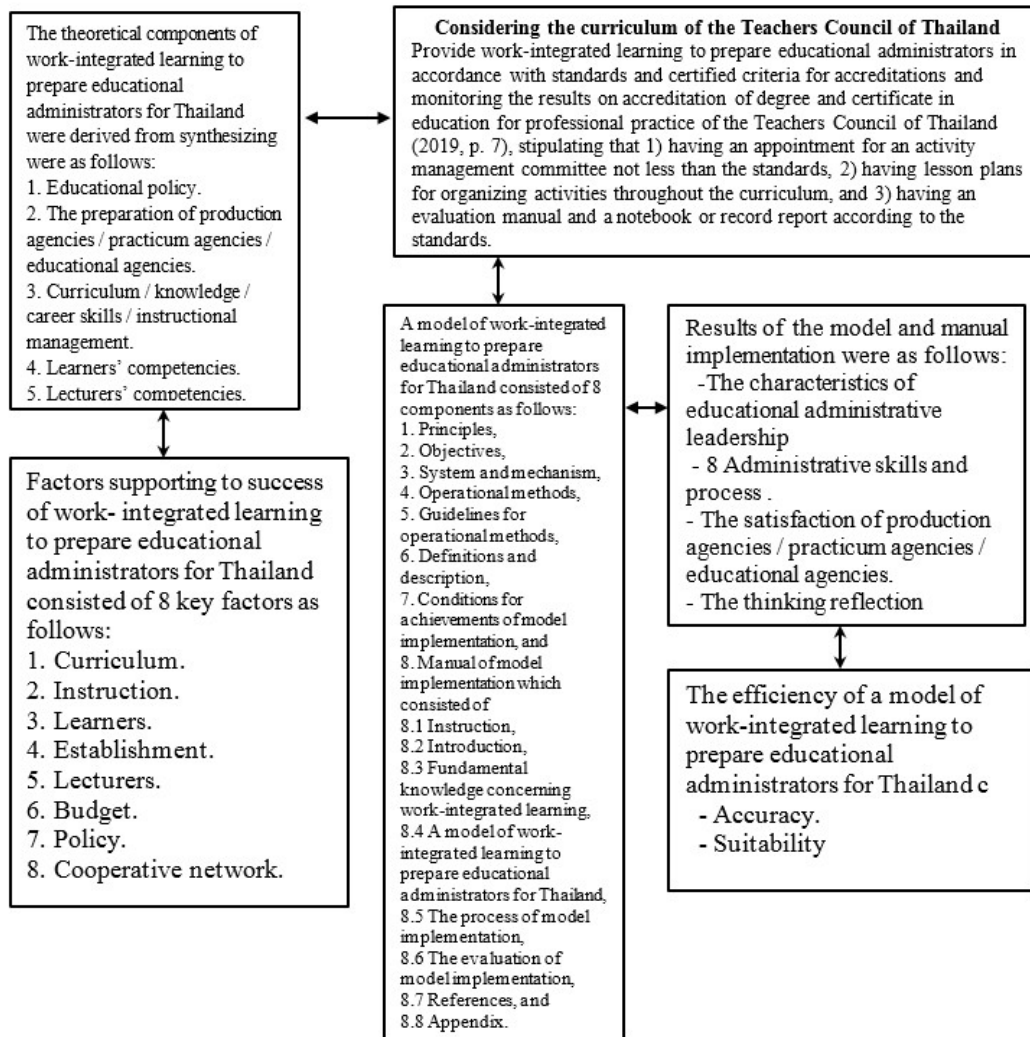 The theoretical components of
work-integrated learning to
prepare educational
administrators for Thailand
were derived from synthesizing
were as follows:
1. Educational policy.
2. The preparation of production
agencies / practicum agencies /
educational agencies.
3. Curriculum / knowledge /
career skills / instructional
management.
4. Learners’ competencies.
5. Lecturers’ competencies.
Considering the curriculum of the Teachers Council of Thailand
Provide work-integrated learning to prepare educational administrators in
accordance with standards and certified criteria for accreditations and
monitoring the results on accreditation of degree and certificate in
education for professional practice of the Teachers Council of Thailand
(2019, p. 7), stipulating that 1) having an appointment for an activity
management committee not less than the standards, 2) having lesson plans
for organizing activities throughout the curriculum, and 3) having an
evaluation manual and a notebook or record report according to the
standards.
Factors supporting to success
of work- integrated learning
to prepare educational
administrators for Thailand
consisted of 8 key factors as
follows:
1. Curriculum.
2. Instruction.
3. Learners.
4. Establishment.
5. Lecturers.
6. Budget.
7. Policy.
8. Cooperative network.
A model of work-integrated
learning to prepare
educational administrators
for Thailand consisted of 8
components as follows:
1. Principles,
2. Objectives,
3. System and mechanism,
4. Operational methods,
5. Guidelines for
operational methods,
6. Definitions and
description,
7. Conditions for
achievements of model
implementation, and
8. Manual of model
implementation which
consisted of
8.1 Instruction,
8.2 Introduction,
8.3 Fundamental
knowledge concerning
work-integrated learning,
8.4 A model of work-
integrated learning to
prepare educational
administrators for Thailand,
8.5 The process of model
implementation,
8.6 The evaluation of
model implementation,
8.7 References, and
8.8 Appendix.
Results of the model and manual
implementation were as follows:
-The characteristics of
educational administrative
leadership
- 8 Administrative skills and
process .
- The satisfaction of production
agencies / practicum agencies /
educational agencies.
- The thinking reflection
The efficiency of a model of
work-integrated learning to
prepare educational
administrators for Thailand c
- Accuracy.
- Suitability